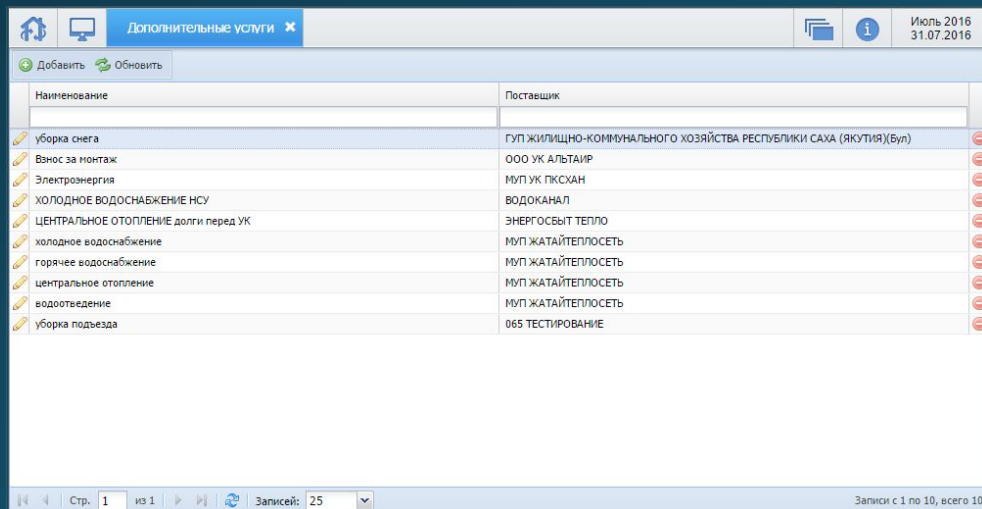 Дополнительные услуги
Июль 2016
31.07.2016
Добавить Обновить
Наименование Поставщик
уборка снега ГУП ЖИЛИЩНО-КОММУНАЛЬНОГО ХОЗЯЙСТВА РЕСПУБЛИКИ САХА (ЯКУТИЯ)(Бул)
Взнос за монтаж ООО УК АЛЬТАИР
Электроэнергия МУП УК ПКСХАН
ХОЛОДНОЕ ВОДОСНАБЖЕНИЕ НСУ ВОДОКАНАЛ
ЦЕНТРАЛЬНОЕ ОТОПЛЕНИЕ долги перед УК ЭНЕРГОСБЫТ ТЕПЛО
холодное водоснабжение МУП ЖАТАЙТЕПЛОСЕТЬ
горячее водоснабжение МУП ЖАТАЙТЕПЛОСЕТЬ
центральное отопление МУП ЖАТАЙТЕПЛОСЕТЬ
водоотведение МУП ЖАТАЙТЕПЛОСЕТЬ
уборка подъезда 065 ТЕСТИРОВАНИЕ
Стр. 1 из 1 Записей: 25 Записи с 1 по 10, всего 10